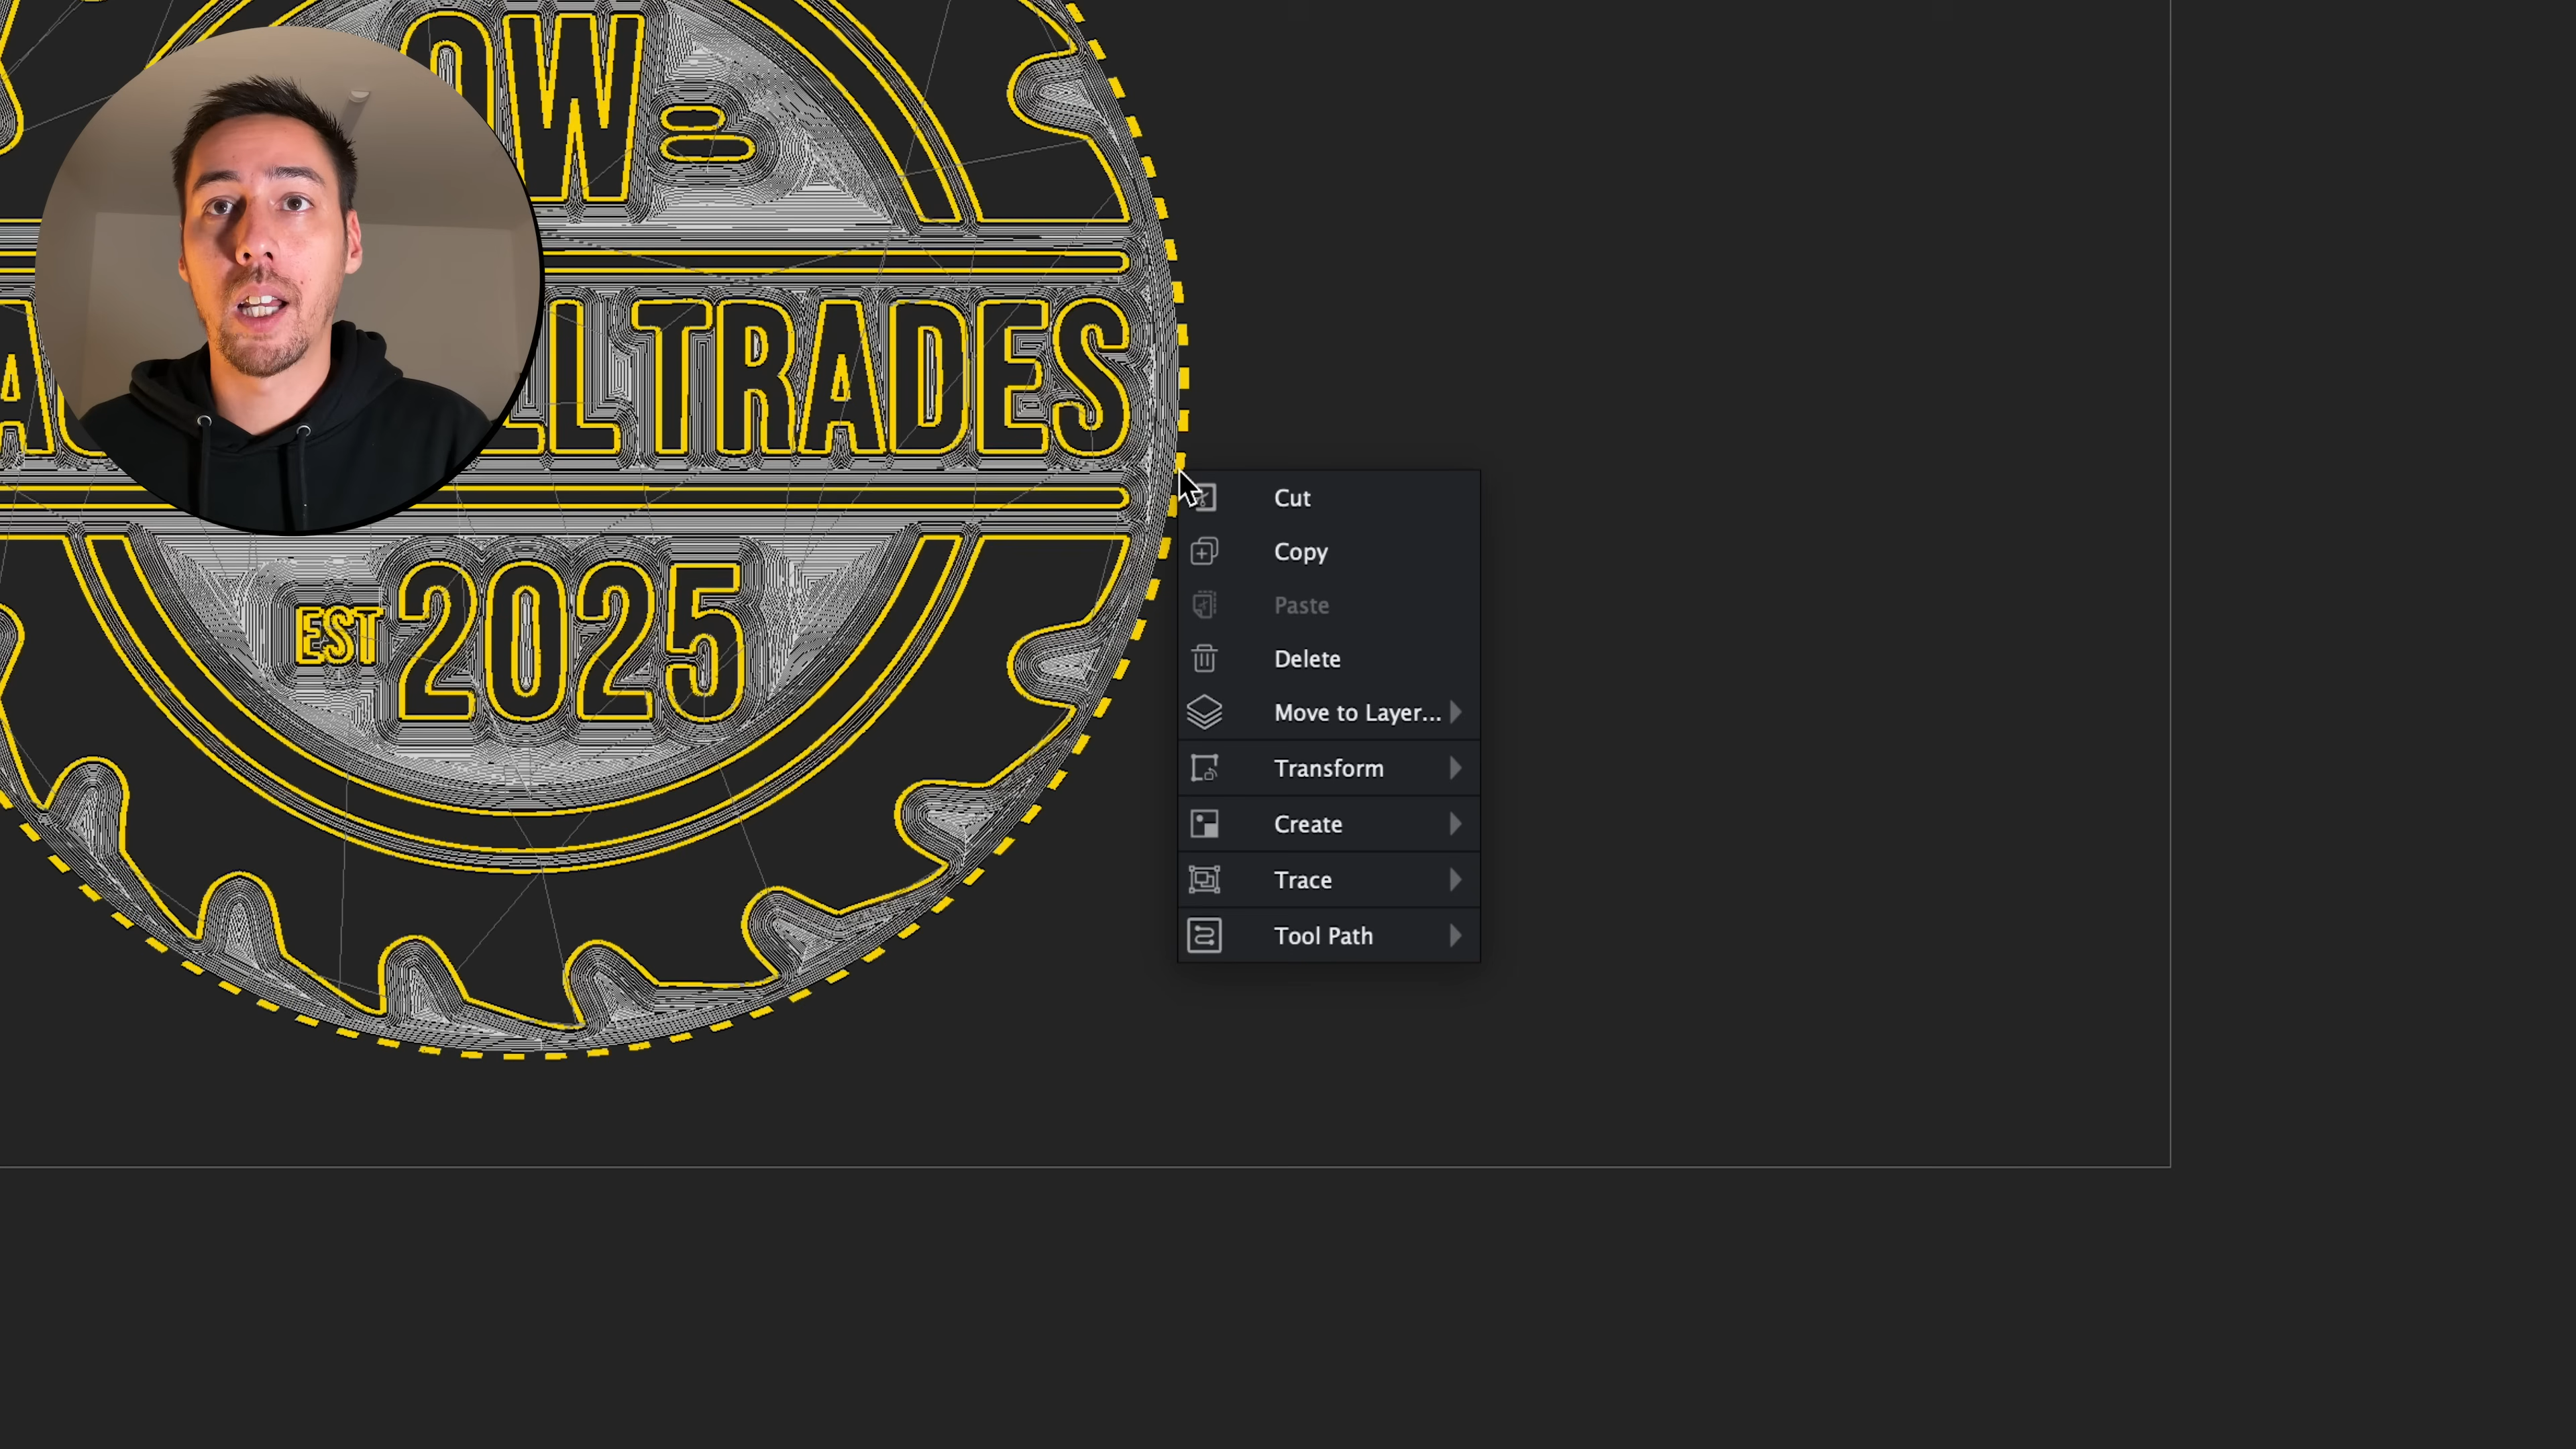 OW
LL TRADES
EST 2025
Cut
Copy
Paste
Delete
Move to Layer...
Transform
Create
Trace
Tool Path